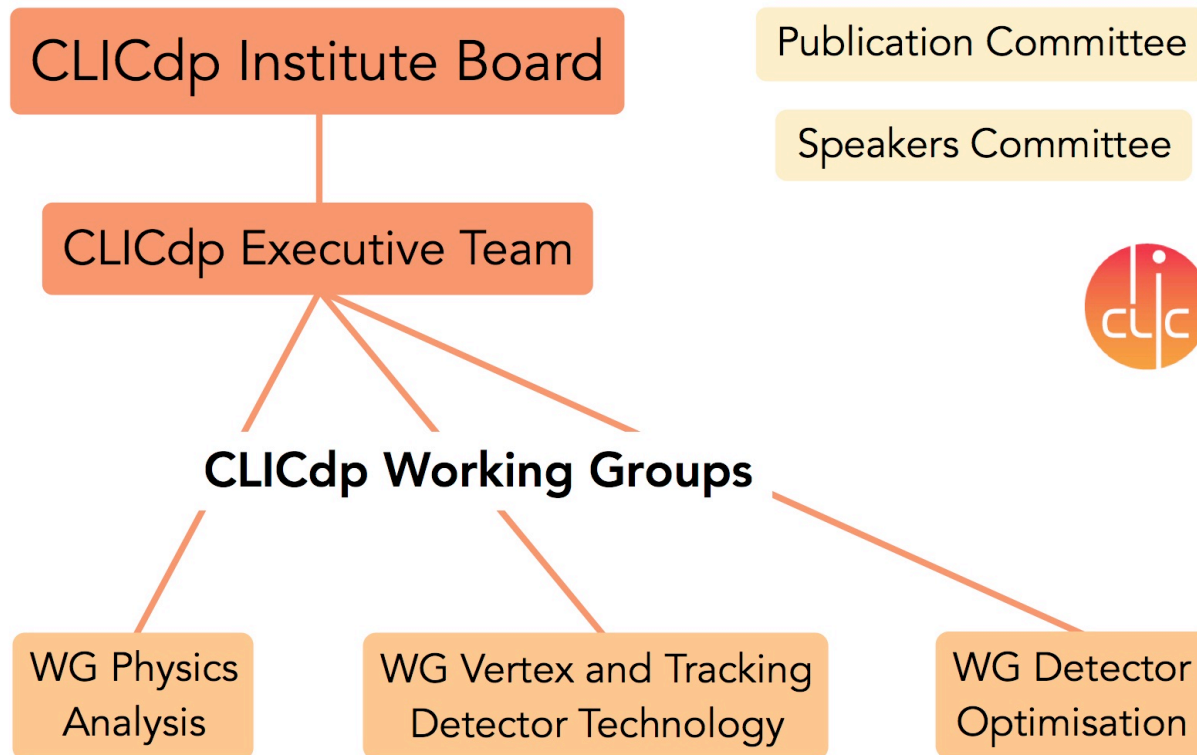 CLICdp Institute Board
Publication Committee
Speakers Committee
CLICdp Executive Team
clic
CLICdp Working Groups
WG Physics
Analysis
WG Vertex and Tracking
Detector Technology
WG Detector
Optimisation